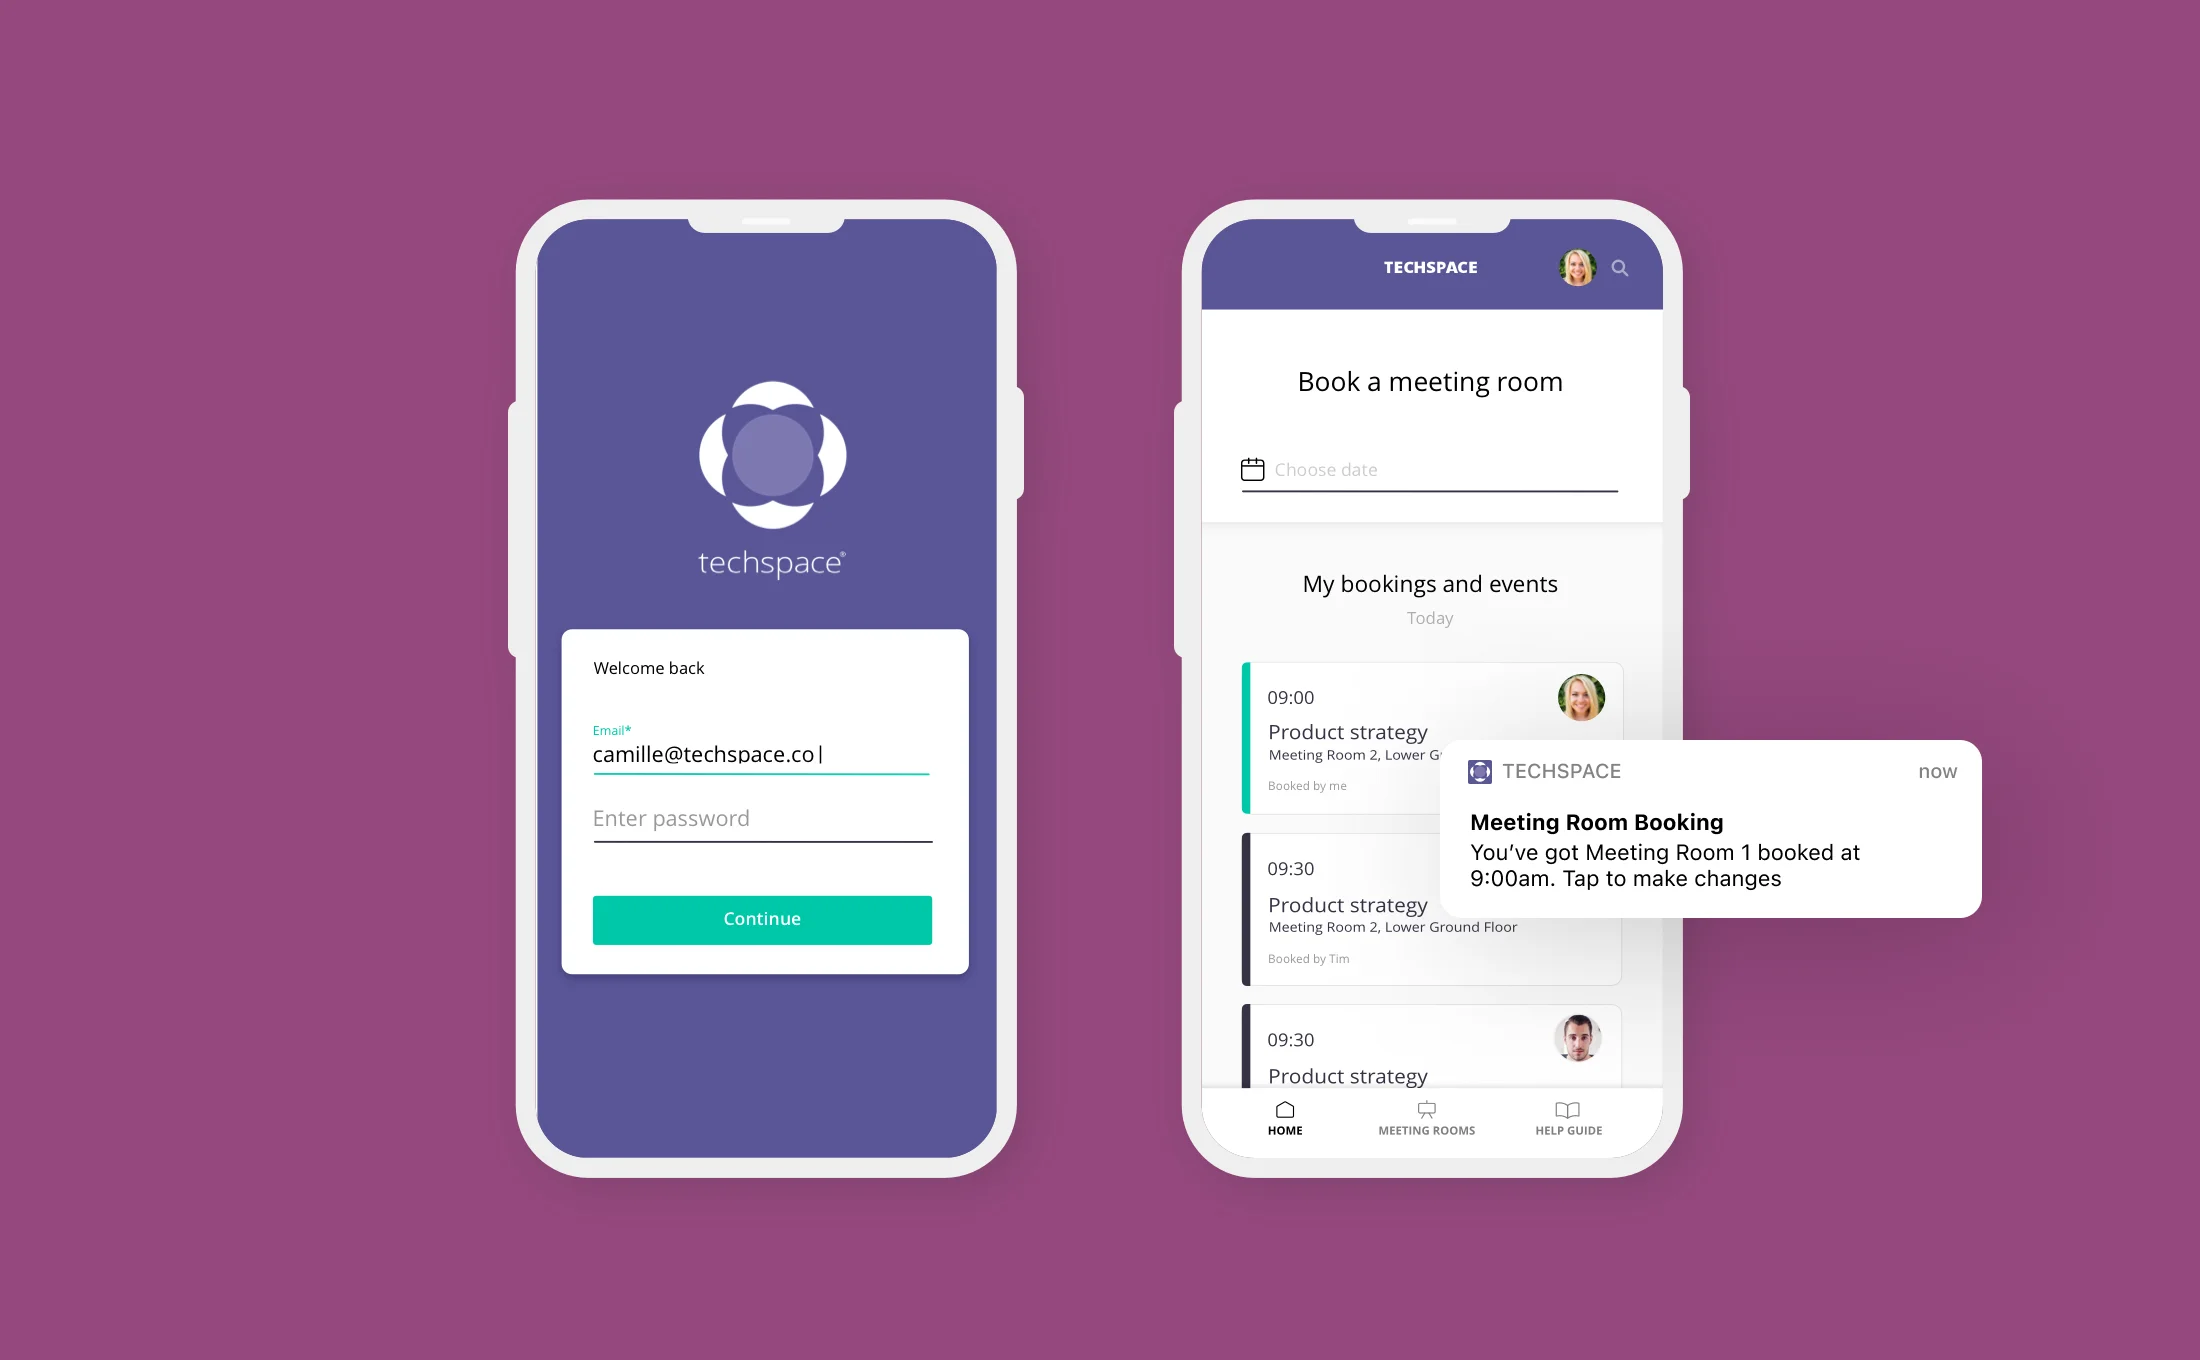 techspace®
Welcome back
Email*
camille@techspace.co
Enter password
Continue
TECHSPACE
Book a meeting room
Choose date
My bookings and events
Today
09:00
Product strategy
Meeting Room 2, Lower G
Booked by me
09:30
Product strategy
Meeting Room 2, Lower Ground Floor
Booked by Tim
09:30
Product strategy
HOME
MEETING ROOMS
HELP GUIDE
TECHSPACE
now
Meeting Room Booking
You’ve got Meeting Room 1 booked at
9:00am. Tap to make changes